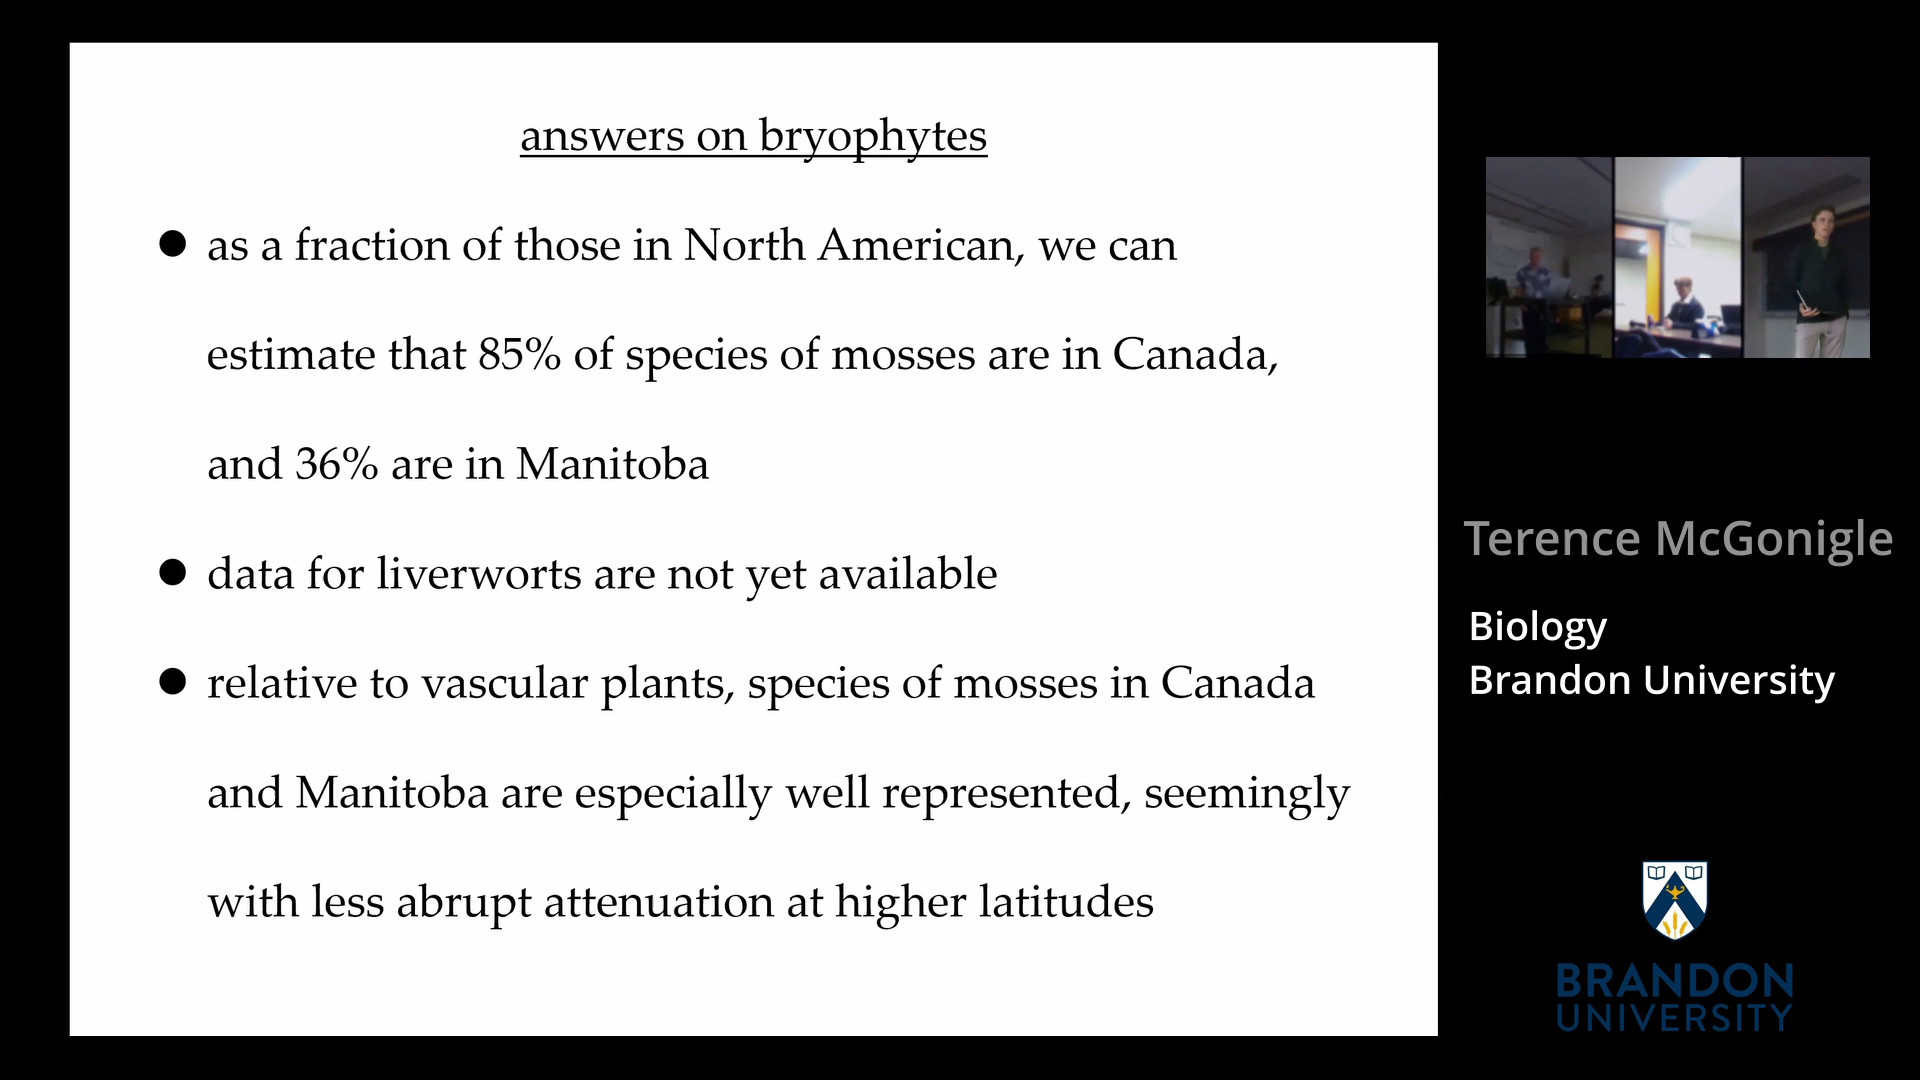 answers on bryophytes
● as a fraction of those in North American, we can
estimate that 85% of species of mosses are in Canada,
and 36% are in Manitoba
● data for liverworts are not yet available
● relative to vascular plants, species of mosses in Canada
and Manitoba are especially well represented, seemingly
with less abrupt attenuation at higher latitudes
Terence McGonigle
Biology
Brandon University
BRANDON
UNIVERSITY